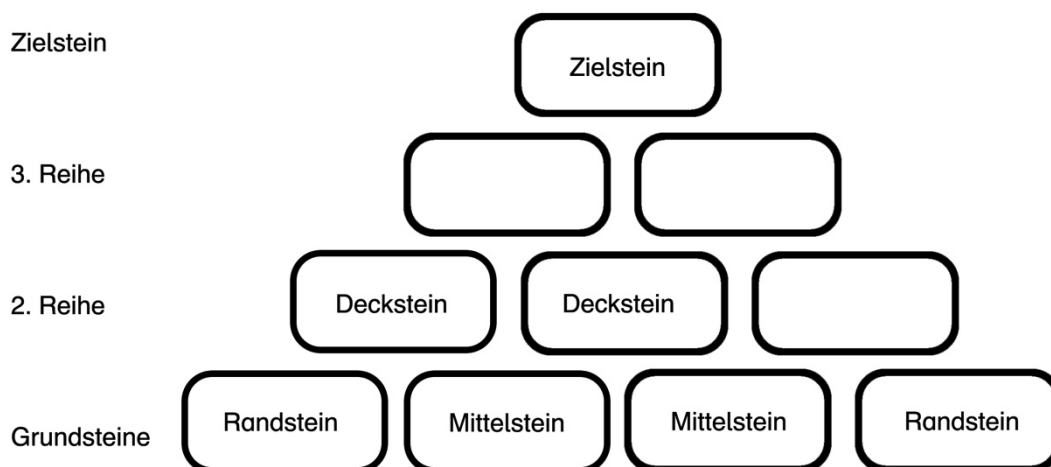 Zielstein
Zielstein
3. Reihe
2. Reihe
Deckstein
Deckstein
Grundsteine
Randstein
Mittelstein
Mittelstein
Randstein